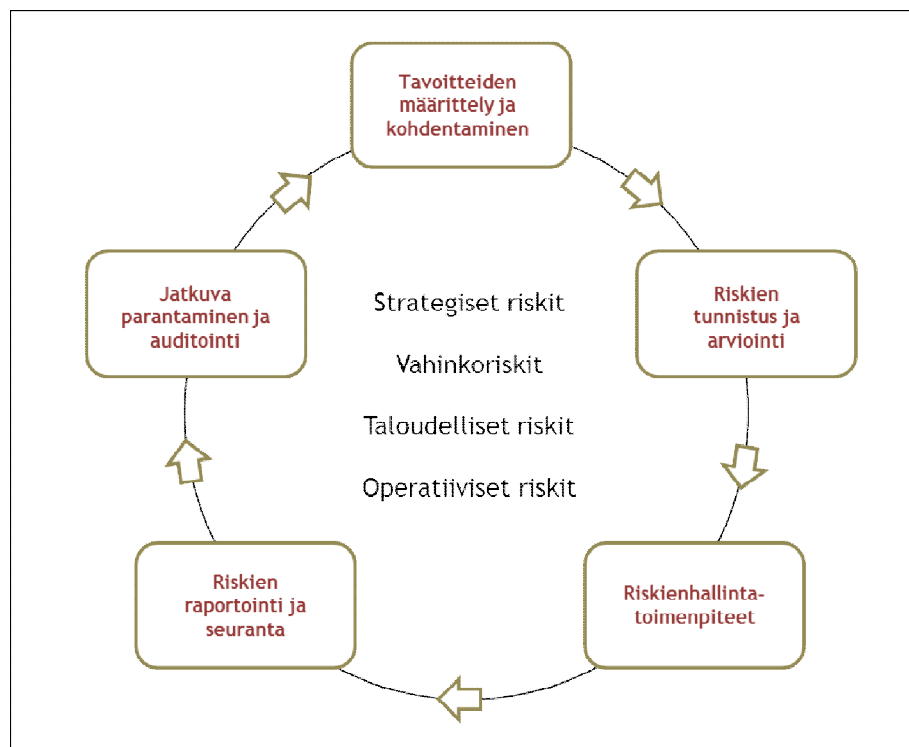 Tavoitteiden
määrittely ja
kohdentaminen
Riskien
tunnistus ja
arviointi
Riskienhallinta-
toimenpiteet
Riskien
raportointi ja
seuranta
Jatkuva
parantaminen ja
auditointi
Strategiset riskit
Vahinkoriskit
Taloudelliset riskit
Operatiiviset riskit